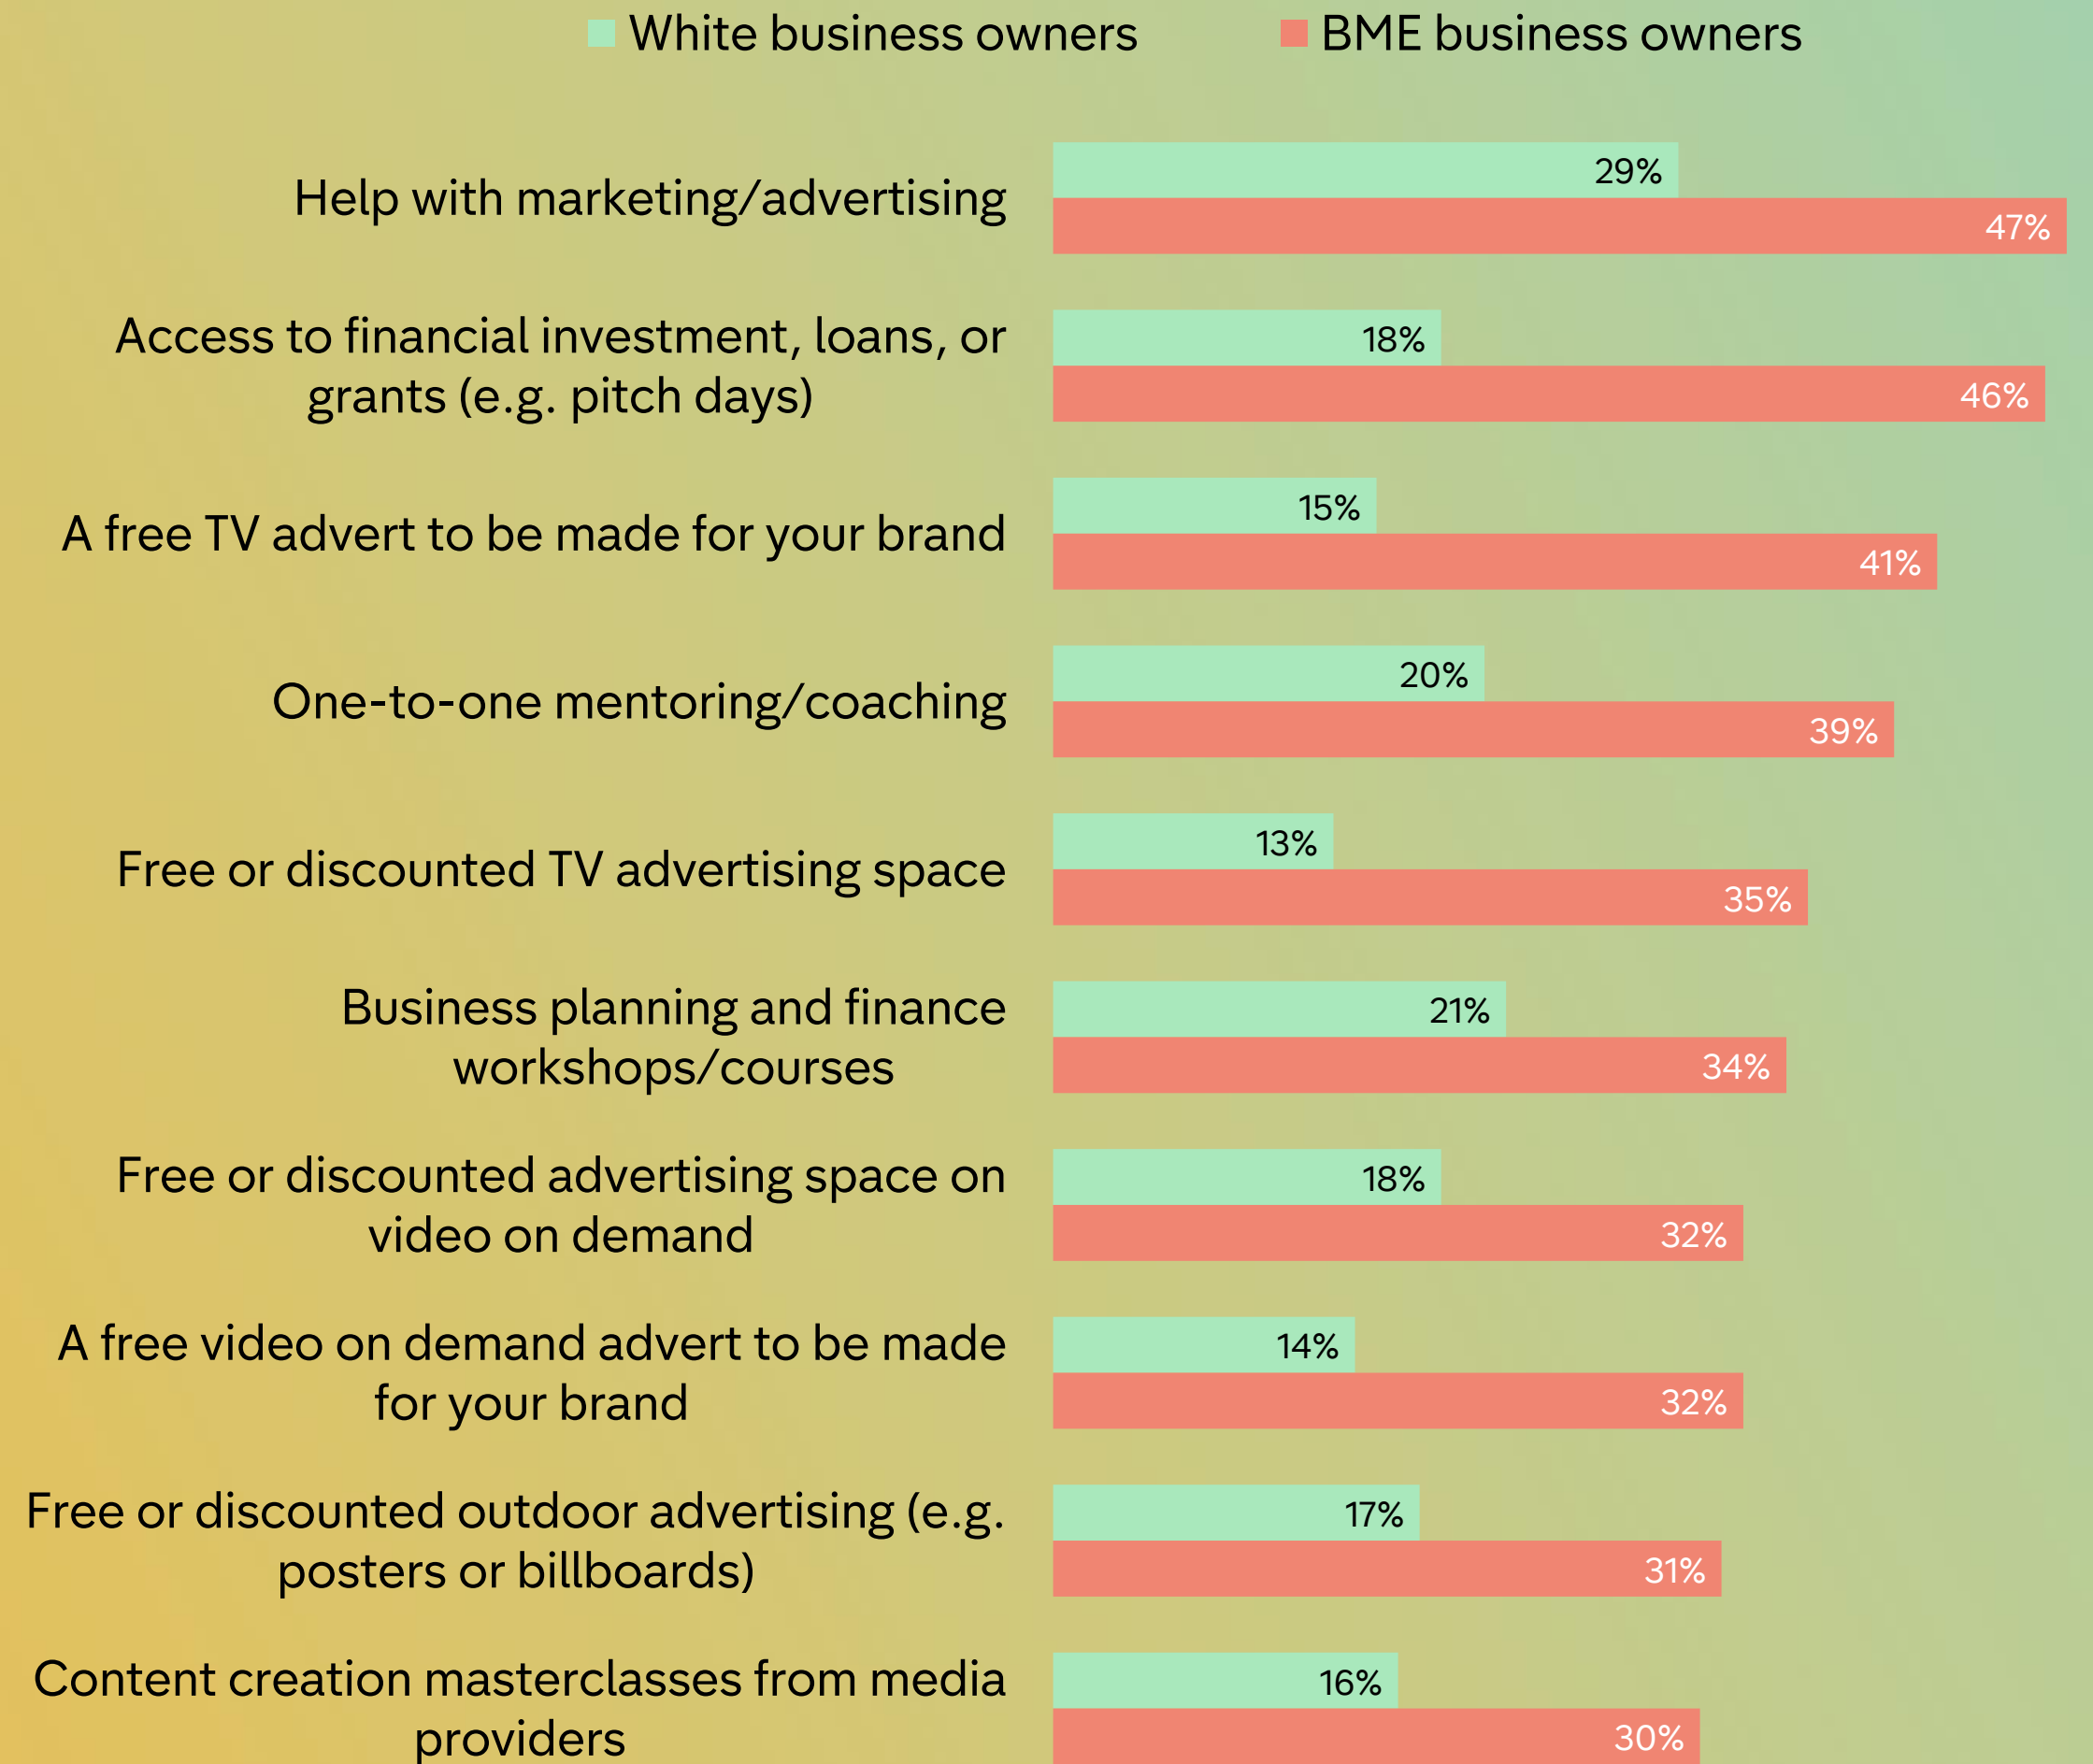 White business owners BME business owners
Help with marketing/advertising
29%
47%
Access to financial investment, loans, or
grants (e.g. pitch days)
18%
46%
A free TV advert to be made for your brand
15%
41%
One-to-one mentoring/coaching
20%
39%
Free or discounted TV advertising space
13%
35%
Business planning and finance
workshops/courses
21%
34%
Free or discounted advertising space on
video on demand
18%
32%
A free video on demand advert to be made
for your brand
14%
32%
Free or discounted outdoor advertising (e.g.
posters or billboards)
17%
31%
Content creation masterclasses from media
providers
16%
30%